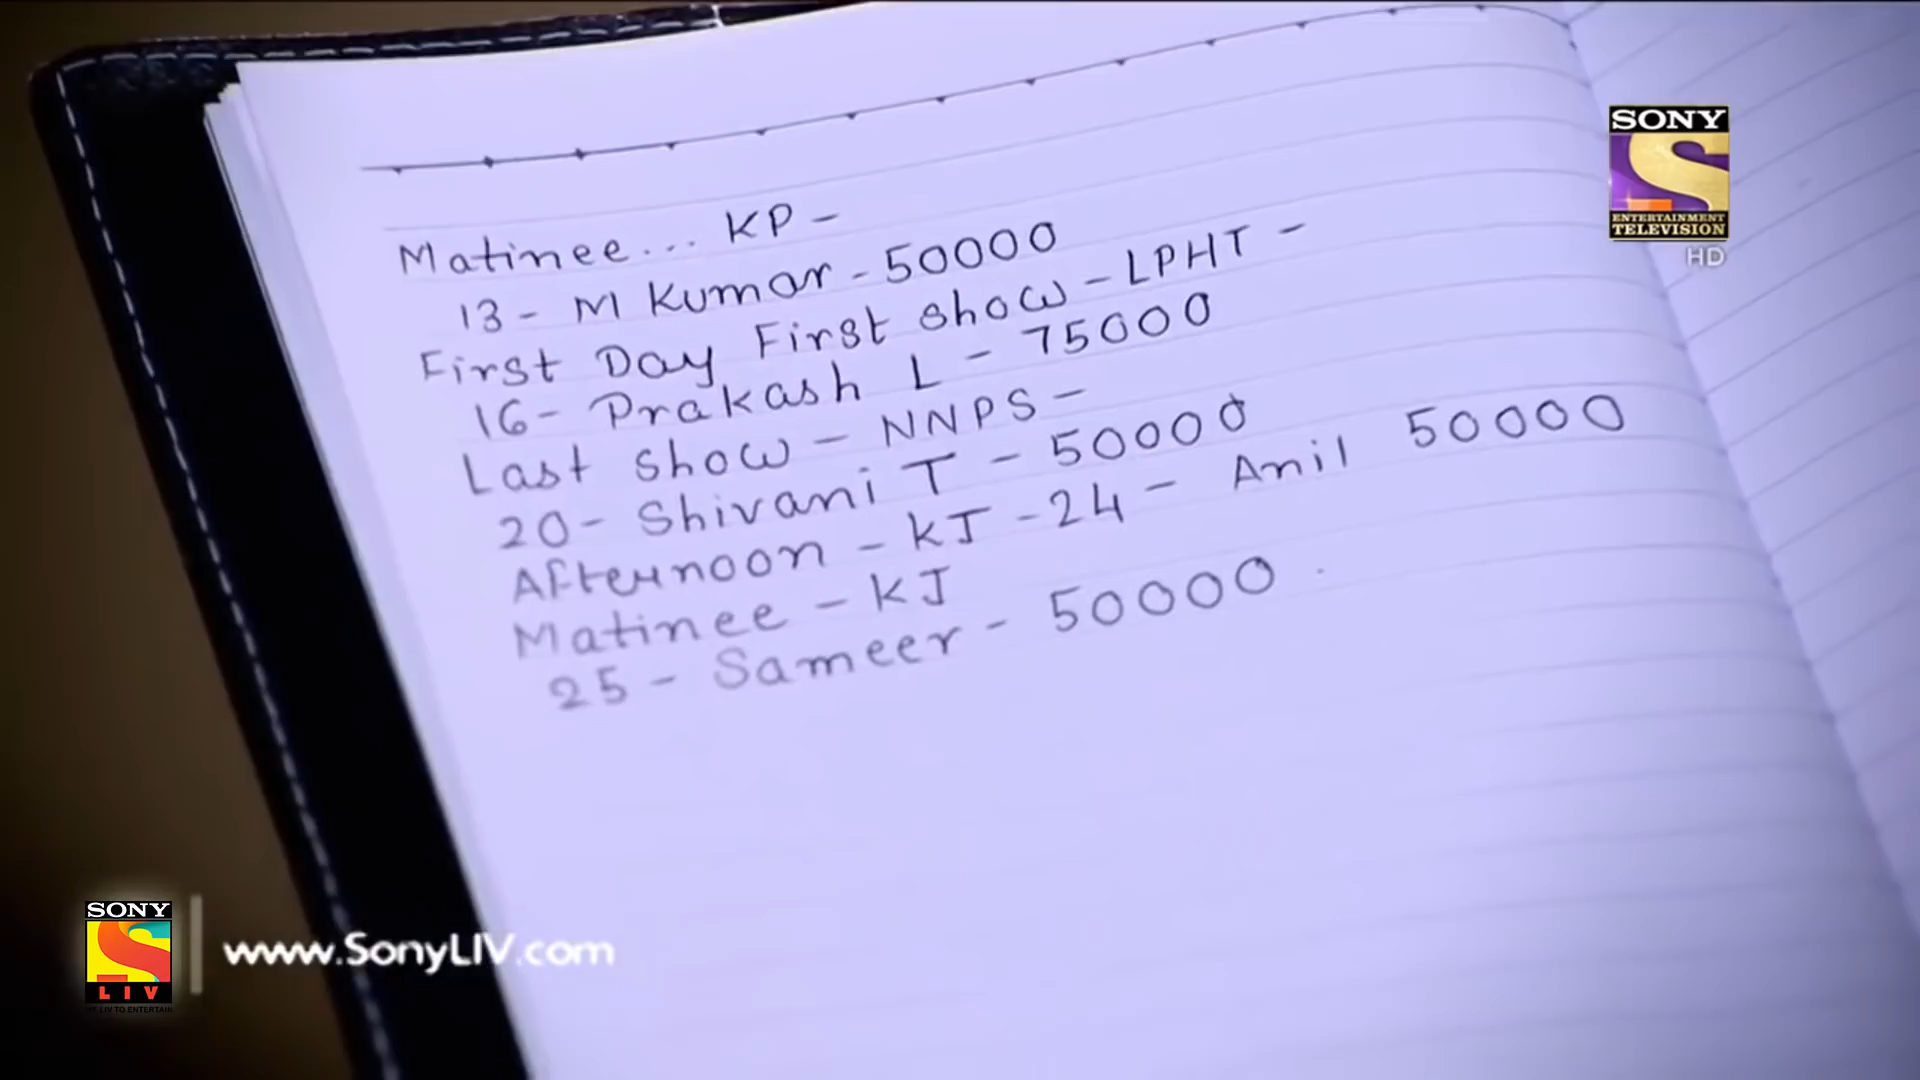 Matinee... KP -
13 - M Kumar - 50000
First Day First Show - LPHT -
16 - Prakash L - 75000
Last show - NNPS -
20 - Shivani T - 50000
Afternoon - KJ - 24 - Anil 50000
Matinee - KJ
25 - Sameer - 50000
SONY
ENTERTAINMENT
TELEVISION
HD
SONY
LIV
www.SonyLIV.com